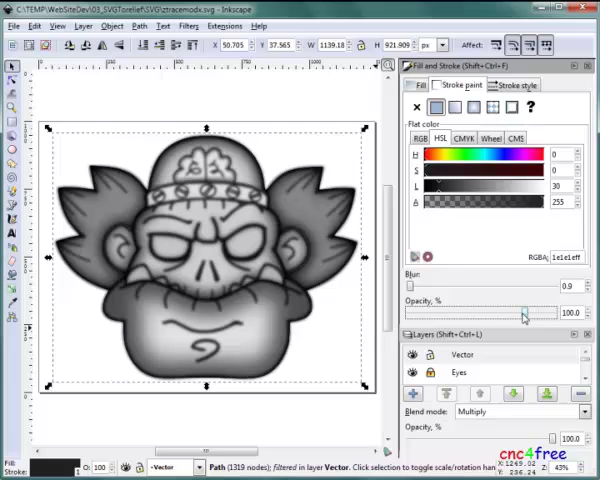 C:\TEMP\WebSiteDev\03_SVGTorelief\SVG\ztracemodx.svg - Inkscape
File Edit View Layer Object Path Text Filters Extensions Help
X 50.705 Y 37.565 W 1139.18 H 921.909 px Affect:
Fill and Stroke (Shift+Ctrl+F)
Fill Stroke paint Stroke style
?
Flat color
RGB HSL CMYK Wheel CMS
H 0
S 0
L 30
A 255
RGBA: 1e1e1eff
Blur:
0.9
Opacity, %
100.0
Layers (Shift+Ctrl+L)
Vector
Eyes
Blend mode: Multiply
Opacity, %
100.0
cnc4free
Fill:
Stroke:
O: 100
Vector
Path (1319 nodes); filtered in layer Vector. Click selection to toggle scale/rotation han
X: 1269.02
Y: 236.24
Z: 43%